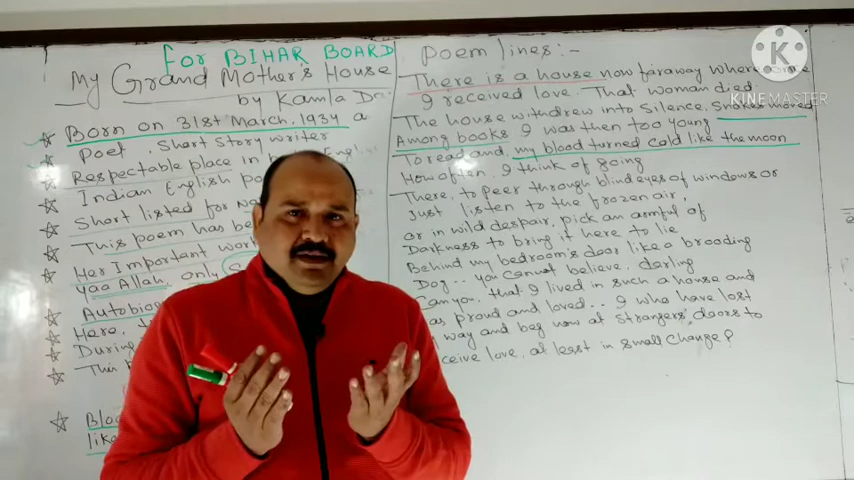 FOR BIHAR BOARD
My Grand Mother's House
by Kamla Da
Born on 31st March, 1934 a
Poet, Short story writer
Respectable place in
Indian English po
Short listed for
This poem has be
Her Important wor
Yaa Allah, only
Autobiog
Here,
During
This
Bloo
like
Poem lines:-
There is a house now faraway where once
I received love. That woman died
The house withdrew into silence, snakes moved
Among books I was then too young
To read and, my blood turned cold like the moon
How often, I think of going
There, to peer through blind eyes of windows or
Just listen to the frozen air,
or in wild despair, pick an armful of
Darkness to bring it here to lie
Behind my bedroom's door like a brooding
Dog.. you cannot believe, darling
Can you, that I lived in such a house and
as proud and loved.. I who have lost
way and beg now at strangers' doors to
ceive love, at least in small change?
K
KINEMASTER